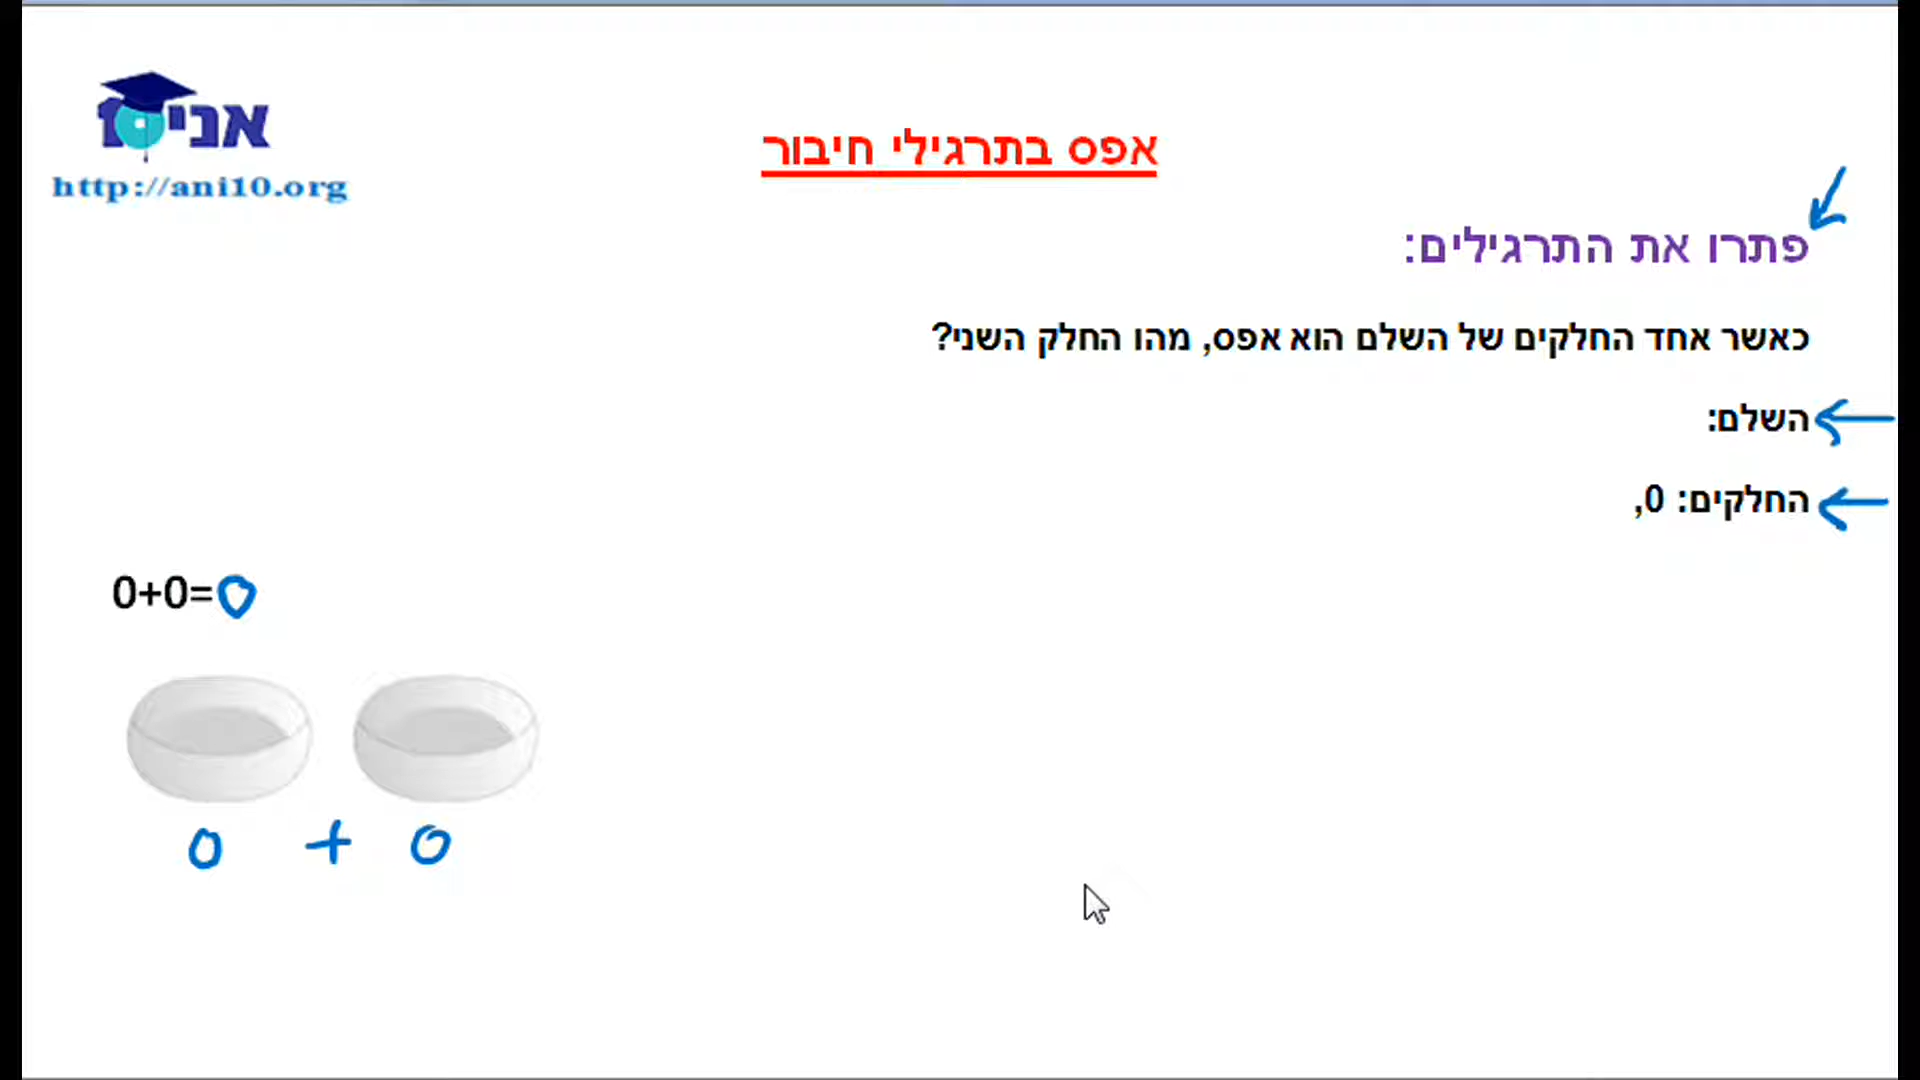 אני10
http://ani10.org
אפס בתרגילי חיבור
פתרו את התרגילים:
כאשר אחד החלקים של השלם הוא אפס, מהו החלק השני?
השלם:
החלקים: 0,
0+0=0
0 + 0